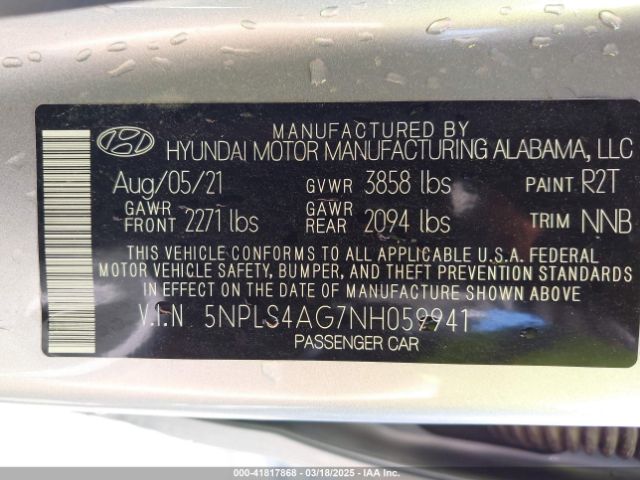 MANUFACTURED BY
HYUNDAI MOTOR MANUFACTURING ALABAMA, LLC
Aug/05/21 GVWR 3858 lbs PAINT R2T
GAWR FRONT 2271 lbs GAWR REAR 2094 lbs TRIM NNB
THIS VEHICLE CONFORMS TO ALL APPLICABLE U.S.A. FEDERAL
MOTOR VEHICLE SAFETY, BUMPER, AND THEFT PREVENTION STANDARDS
IN EFFECT ON THE DATE OF MANUFACTURE SHOWN ABOVE.
V.I.N 5NPLS4AG7NH059941
PASSENGER CAR
000-41817868 - 03/18/2025 - IAAI.COM